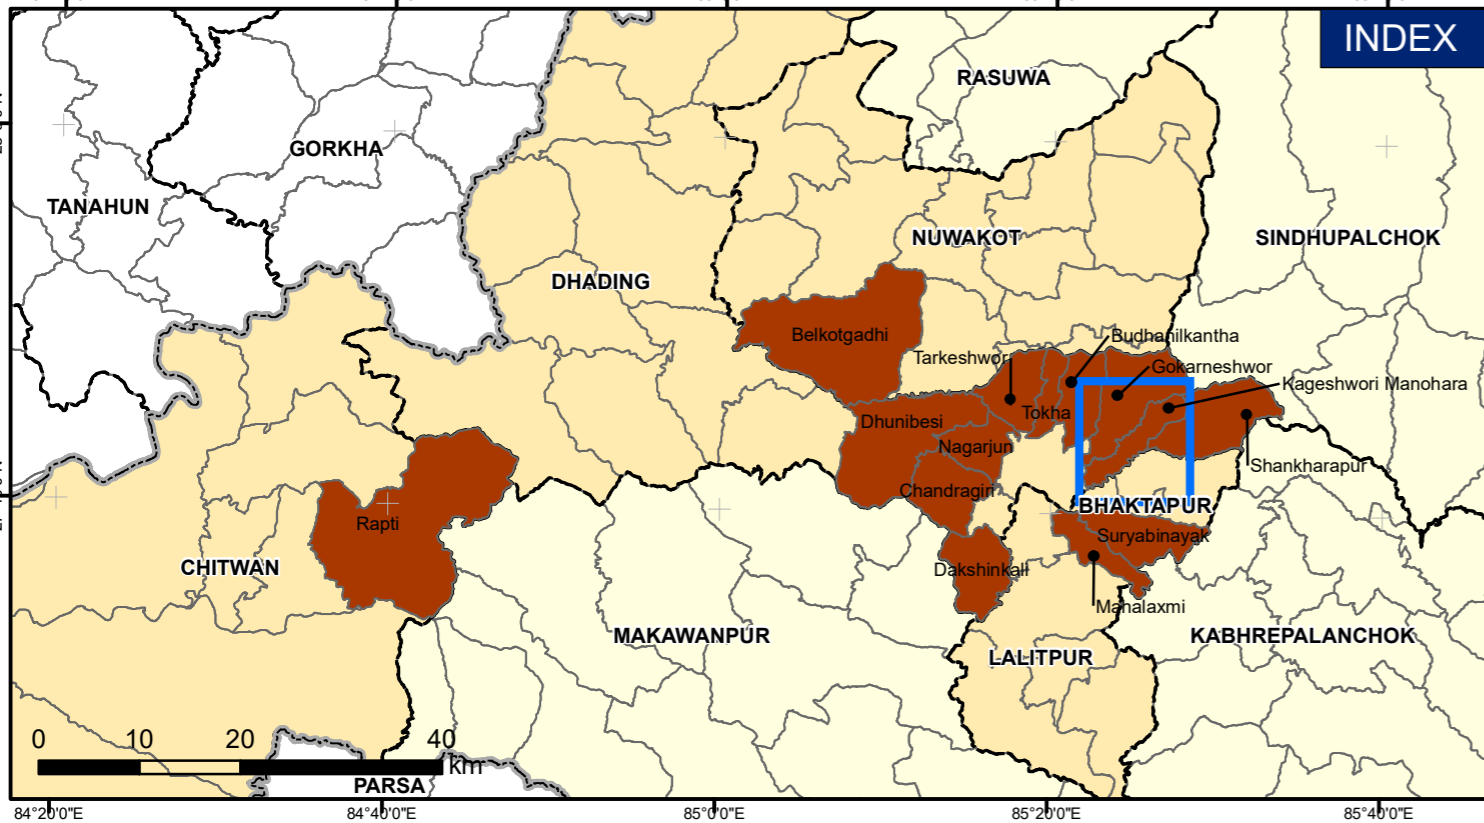 INDEX
RASUWA
GORKHA
TANAHUN
NUWAKOT
SINDHUPALCHOK
DHADING
Belkotgadhi
Budhanilkantha
Tarkeshwor
Gokarneshwor
Kageshwori Manohara
Tokha
Dhunibesi
Nagarjun
Shankharapur
Chandragiri
BHAKTAPUR
Rapti
Suryabinayak
CHITWAN
Dakshinkali
Mahalaxmi
MAKAWANPUR
KABHREPALANCHOK
LALITPUR
0 10 20 40
km
PARSA
84°20'0"E 84°40'0"E 85°0'0"E 85°20'0"E 85°40'0"E